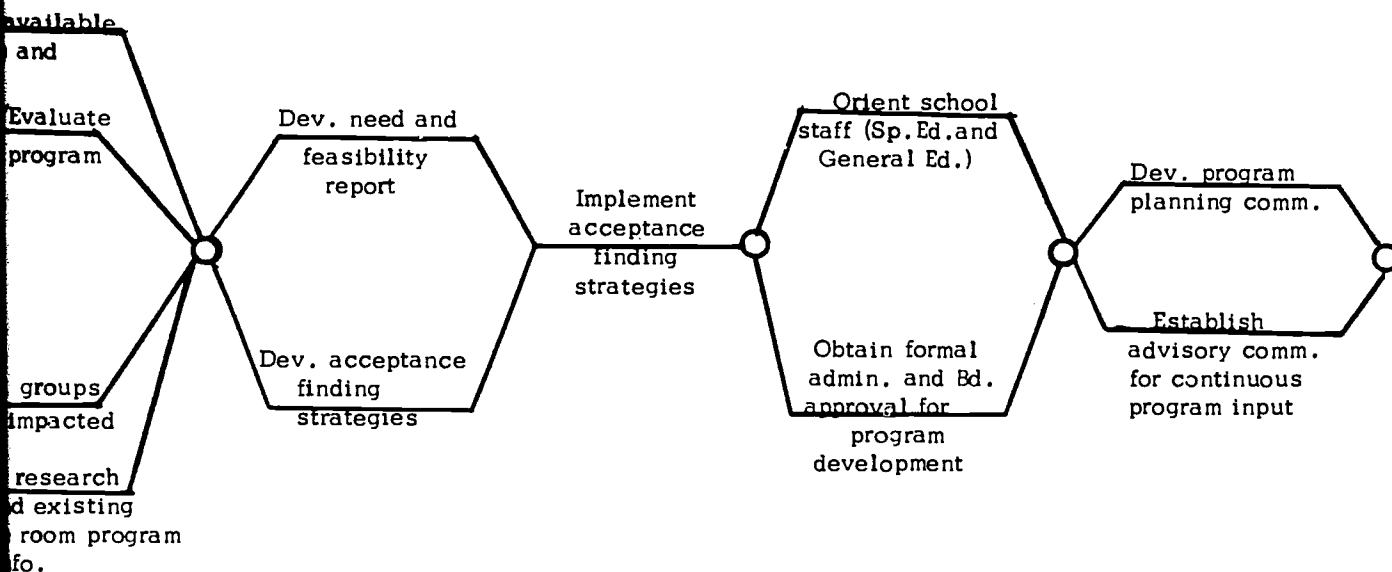 available
and
Evaluate
program
groups
impacted
research
existing
room program
Dev. need and
feasibility
report
Dev. acceptance
finding
strategies
Implement
acceptance
finding
strategies
Orient school
staff (Sp.Ed.and
General Ed.)
Obtain formal
admin. and Bd.
approval for
program
development
Dev. program
planning comm.
Establish
advisory comm.
for continuous
program input